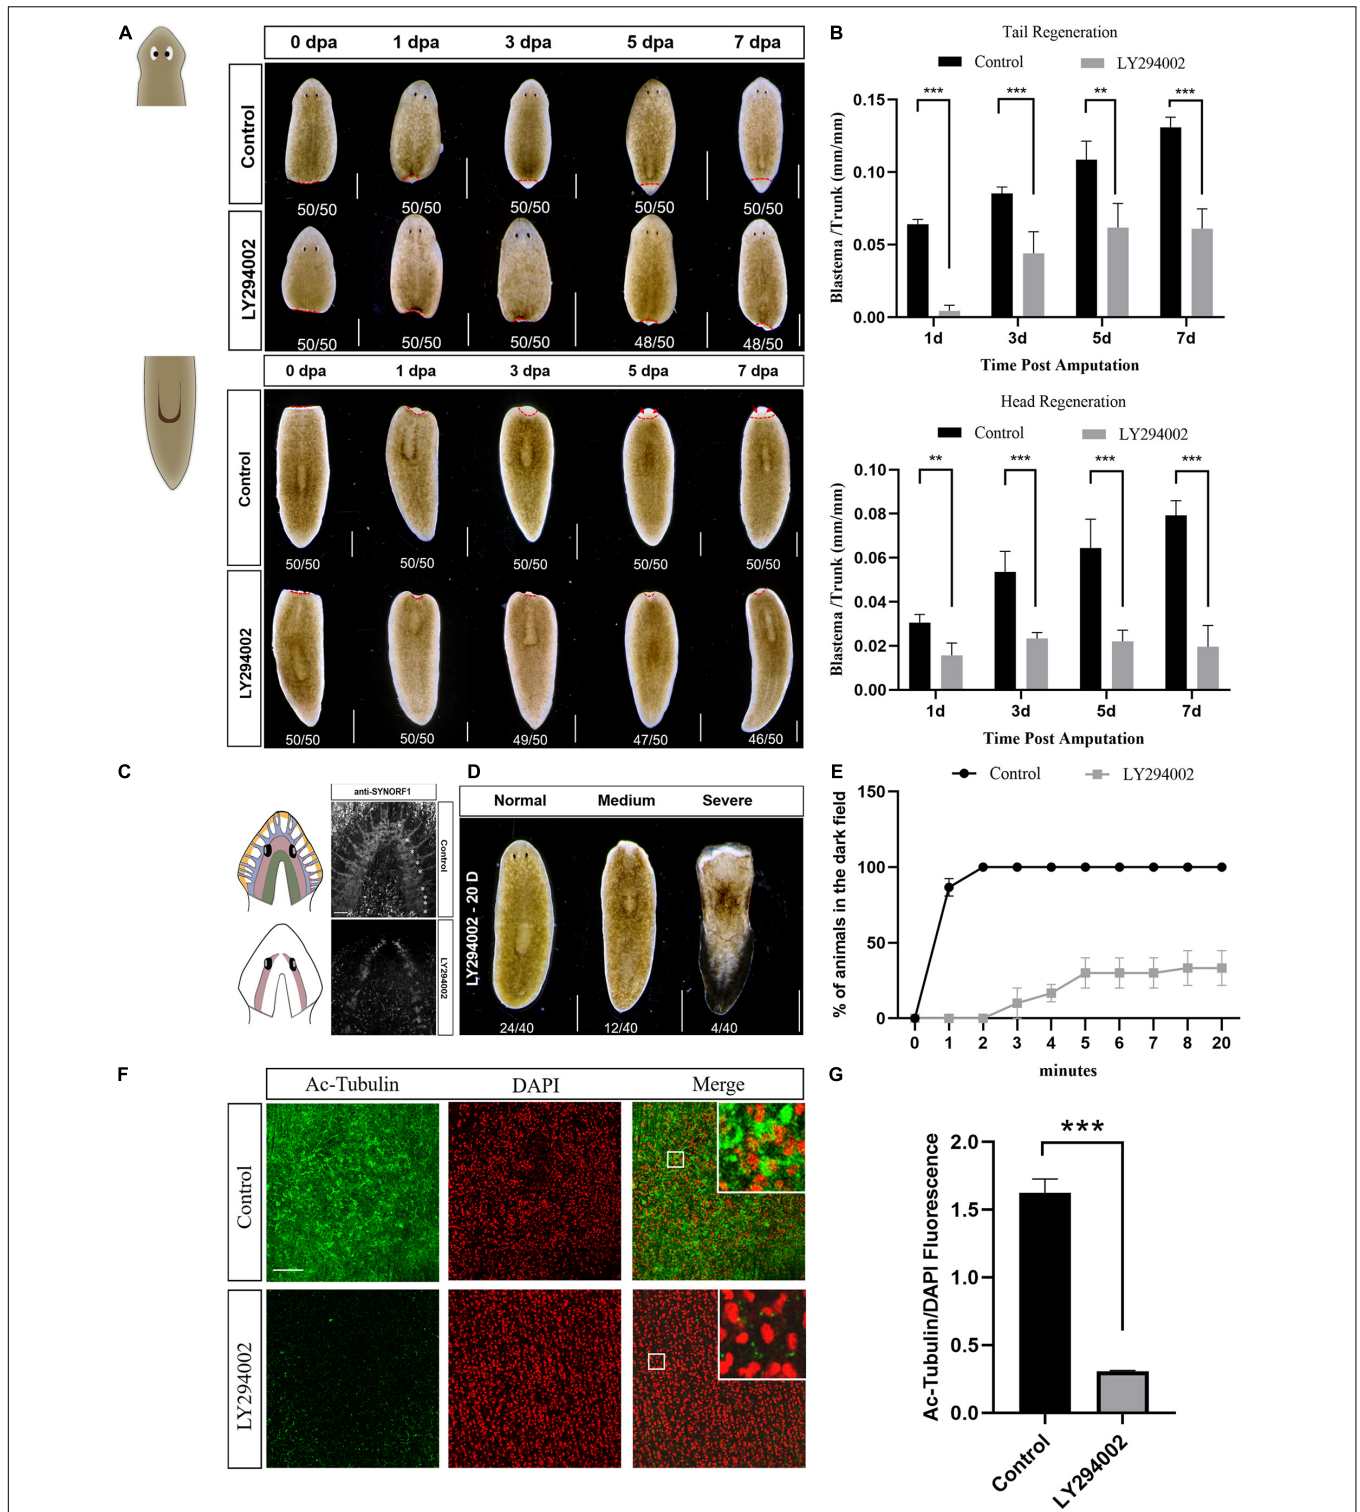 A
0 dpa 1 dpa 3 dpa 5 dpa 7 dpa
Control
50/50 50/50 50/50 50/50 50/50
LY294002
50/50 50/50 50/50 48/50 48/50
0 dpa 1 dpa 3 dpa 5 dpa 7 dpa
Control
50/50 50/50 50/50 50/50 50/50
LY294002
50/50 50/50 49/50 47/50 46/50
B
Tail Regeneration
Control LY294002
*** *** ** ***
Blastema /Trunk (mm/mm)
0.15
0.10
0.05
0.00
1d 3d 5d 7d
Time Post Amputation
Head Regeneration
Control LY294002
** *** *** ***
Blastema /Trunk (mm/mm)
0.10
0.08
0.06
0.04
0.02
0.00
1d 3d 5d 7d
Time Post Amputation
C
anti-SYNORF1
Control
LY294002
D
Normal Medium Severe
LY294002 - 20 D
24/40 12/40 4/40
E
Control LY294002
% of animals in the dark field
150
100
50
0
0 1 2 3 4 5 6 7 8 20
minutes
F
Ac-Tubulin DAPI Merge
Control
LY294002
G
***
Ac-Tubulin/DAPI Fluorescence
2.0
1.5
1.0
0.5
0.0
Control
LY294002